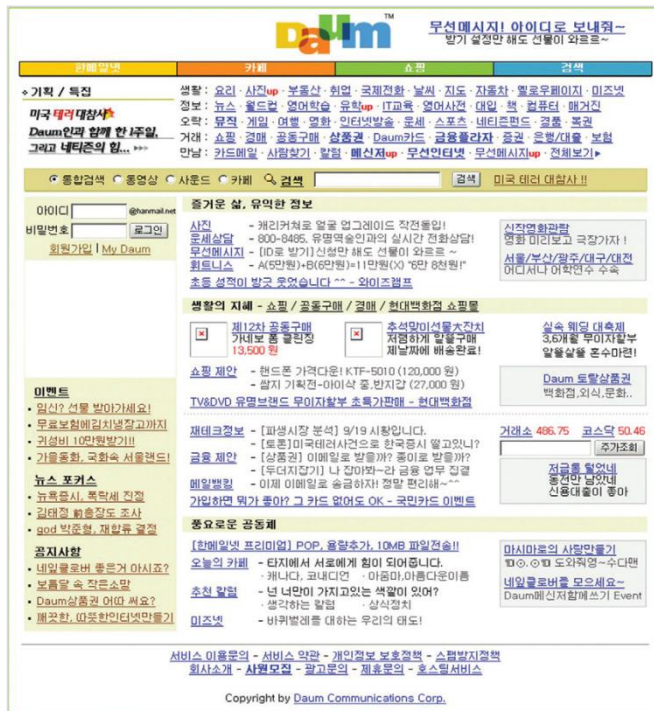 Daum™
무선메시지! 아이디로 보내줘~
받기 설정만 해도 선물이 와르르~
한메일넷 카페 쇼핑 검색
기획 / 특집
미국 테러 대참사
Daum인과 함께 한 1주일,
그리고 네티즌의 힘...
생활 : 요리 · 사진up · 부동산 · 취업 · 국제전화 · 날씨 · 지도 · 자동차 · 옐로우페이지 · 미즈넷
정보 : 뉴스 · 월드컵 · 영어학습 · 유학up · IT교육 · 영어사전 · 대입 · 책 · 컴퓨터 · 매거진
오락 : 뮤직 · 게임 · 여행 · 영화 · 인터넷방송 · 운세 · 스포츠 · 네티즌펀드 · 경품 · 복권
거래 : 쇼핑 · 경매 · 공동구매 · 상품권 · Daum카드 · 금융플라자 · 증권 · 은행/대출 · 보험
만남 : 카드메일 · 사람찾기 · 칼럼 · 메신저up · 무선인터넷 · 무선메시지up · 전체보기▶
통합검색 동영상 사운드 카페 검색 검색 미국 테러 대참사 !!
아이디 @hanmail.net
비밀번호 로그인
회원가입 | My Daum
이벤트
• 임신? 선물 받아가세요!
• 무료보험에김치냉장고까지
• 귀성비 10만원받기!!
• 가을동화, 국화속 서울랜드!
뉴스 포커스
• 뉴욕증시, 폭락세 진정
• 김태정 前총장도 조사
• god 박준형, 재합류 결정
공지사항
• 네잎클로버 좋은거 아시죠?
• 보름달 속 작은소망
• Daum상품권 어따 써요?
• 깨끗한, 따뜻한인터넷만들기
즐거운 삶, 유익한 정보
사진 - 캐리커쳐로 얼굴 업그레이드 작전돌입!
운세상담 - 800-8485, 유명역술인과의 실시간 전화상담!
무선메시지 - [ID로 받기]신청만 해도 선물이 와르르 ~
휘트니스 - A(5만원)+B(6만원)=11만원(X) "6만 8천원!"
초등 성적이 방긋 웃었습니다 ^^ - 와이즈캠프
신작영화관람
영화 미리보고 극장가자 !
서울/부산/광주/대구/대전
어디서나 어학연수 수속
생활의 지혜 - 쇼핑 / 공동구매 / 경매 / 현대백화점 쇼핑몰
제12차 공동구매
가네보 폼 클린징
13,500 원
추석맞이선물大잔치
저렴하게 알뜰구매
제날짜에 배송완료!
실속 웨딩 대축제
3,6개월 무이자할부
알뜰살뜰 혼수마련!
쇼핑 제안 - 핸드폰 가격다운! KTF-5010 (120,000 원)
- 쌈지 기획전-아이삭 중,반지갑 (27,000 원)
TV&DVD 유명브랜드 무이자할부 초특가판매 - 현대백화점
Daum 토탈상품권
백화점,외식,문화..
재테크정보 - [파생시장 분석] 9/19 시황입니다.
- [토론]미국테러사건으로 한국증시 떨고있니?
금융 제안 - [상품권] 이메일로 받을까? 종이로 받을까?
- [두더지잡기] 나 잡아봐~라 금융 업무 집결
메일뱅킹 - 이제 이메일로 송금하자! 정말 편리해~^^
가입하면 뭐가 좋아? 그 카드 없어도 OK - 국민카드 이벤트
거래소 486.75 코스닥 50.46
주가조회
저금통 털었네
동전만 남았네
신용대출이 좋아
풍요로운 공동체
[한메일넷 프리미엄] POP, 용량추가, 10MB 파일전송!!
오늘의 카페 - 타지에서 서로에게 힘이 되어줍니다.
· 캐나다, 코내디언 · 아줌마,아름다운이름
추천 칼럼 - 넌 너만이 가지고있는 색깔이 있어?
· 생각하는 칼럼 · 상식정치
미즈넷 - 바퀴벌레를 대하는 우리의 태도!
마시마로의 사랑만들기
도와줘영~수다맨
네잎클로버를 모으세요~
Daum메신저함께쓰기 Event
서비스 이용문의 - 서비스 약관 - 개인정보 보호정책 - 스팸방지정책
회사소개 - 사원모집 - 광고문의 - 제휴문의 - 호스팅서비스
Copyright by Daum Communications Corp.